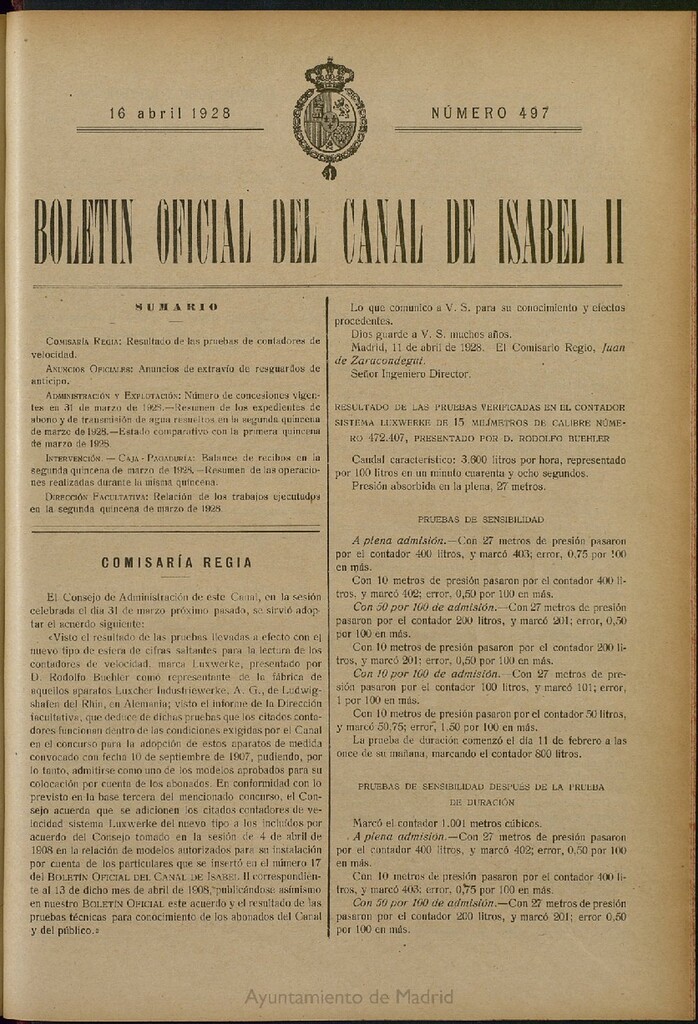 16 abril 1928
NÚMERO 497
BOLETIN OFICIAL DEL CANAL DE ISABEL II
SUMARIO
COMISARÍA REGIA: Resultado de las pruebas de contadores de
velocidad.
ANUNCIOS OFICIALES: Anuncios de extravío de resguardos de
anticipo.
ADMINISTRACIÓN Y EXPLOTACIÓN: Número de concesiones vigen-
tes en 31 de marzo de 1928.—Resumen de los expedientes de
abono y de transmisión de agua resueltos en la segunda quincena
de marzo de 1928.—Estado comparativo con la primera quincena
de marzo de 1928.
INTERVENCIÓN. — CAJA-PAGADURÍA: Balance de recibos en la
segunda quincena de marzo de 1928.—Resumen de las operacio-
nes realizadas durante la misma quincena.
DIRECCIÓN FACULTATIVA: Relación de los trabajos ejecutados
en la segunda quincena de marzo de 1928.
COMISARÍA REGIA
El Consejo de Administración de este Canal, en la sesión
celebrada el día 31 de marzo próximo pasado, se sirvió adop-
tar el acuerdo siguiente:
«Visto el resultado de las pruebas llevadas a efecto con el
nuevo tipo de esfera de cifras saltantes para la lectura de los
contadores de velocidad, marca Luxwerke, presentado por
D. Rodolfo Buehler como representante de la fábrica de
aquellos aparatos Luxcher Industriewerke, A. G., de Ludwig-
shafen del Rhin, en Alemania; visto el informe de la Dirección
facultativa, que deduce de dichas pruebas que los citados conta-
dores funcionan dentro de las condiciones exigidas por el Canal
en el concurso para la adopción de estos aparatos de medida
convocado con fecha 10 de septiembre de 1907, pudiendo, por
lo tanto, admitirse como uno de los modelos aprobados para su
colocación por cuenta de los abonados. En conformidad con lo
previsto en la base tercera del mencionado concurso, el Con-
sejo acuerda que se adicionen los citados contadores de ve-
locidad sistema Luxwerke del nuevo tipo a los incluídos por
acuerdo del Consejo tomado en la sesión de 4 de abril de
1908 en la relación de modelos autorizados para su instalación
por cuenta de los particulares que se insertó en el número 17
del BOLETÍN OFICIAL DEL CANAL DE ISABEL II correspondien-
te al 13 de dicho mes de abril de 1908, publicándose asimismo
en nuestro BOLETÍN OFICIAL este acuerdo y el resultado de las
pruebas técnicas para conocimiento de los abonados del Canal
y del público.»
Lo que comunico a V. S. para su conocimiento y efectos
procedentes.
Dios guarde a V. S. muchos años.
Madrid, 11 de abril de 1928.—El Comisario Regio, Juan
de Zaracondegui.
Señor Ingeniero Director.
RESULTADO DE LAS PRUEBAS VERIFICADAS EN EL CONTADOR
SISTEMA LUXWERKE DE 15 MILÍMETROS DE CALIBRE NÚME-
RO 472.407, PRESENTADO POR D. RODOLFO BUEHLER
Caudal característico: 3.600 litros por hora, representado
por 100 litros en un minuto cuarenta y ocho segundos.
Presión absorbida en la plena, 27 metros.
PRUEBAS DE SENSIBILIDAD
A plena admisión.—Con 27 metros de presión pasaron
por el contador 400 litros, y marcó 403; error, 0,75 por 100
en más.
Con 10 metros de presión pasaron por el contador 400 li-
tros, y marcó 402; error, 0,50 por 100 en más.
Con 50 por 100 de admisión.—Con 27 metros de presión
pasaron por el contador 200 litros, y marcó 201; error, 0,50
por 100 en más.
Con 10 metros de presión pasaron por el contador 200 li-
tros, y marcó 201; error, 0,50 por 100 en más.
Con 10 por 100 de admisión.—Con 27 metros de pre-
sión pasaron por el contador 100 litros, y marcó 101; error,
1 por 100 en más.
Con 10 metros de presión pasaron por el contador 50 litros,
y marcó 50,75; error, 1,50 por 100 en más.
La prueba de duración comenzó el día 11 de febrero a las
once de su mañana, marcando el contador 800 litros.
PRUEBAS DE SENSIBILIDAD DESPUÉS DE LA PRUEBA
DE DURACIÓN
Marcó el contador 1.001 metros cúbicos.
A plena admisión.—Con 27 metros de presión pasaron
por el contador 400 litros, y marcó 402; error, 0,50 por 100
en más.
Con 10 metros de presión pasaron por el contador 400 li-
tros, y marcó 403; error, 0,75 por 100 en más.
Con 50 por 100 de admisión.—Con 27 metros de presión
pasaron por el contador 200 litros, y marcó 201; error 0,50
por 100 en más.
Ayuntamiento de Madrid